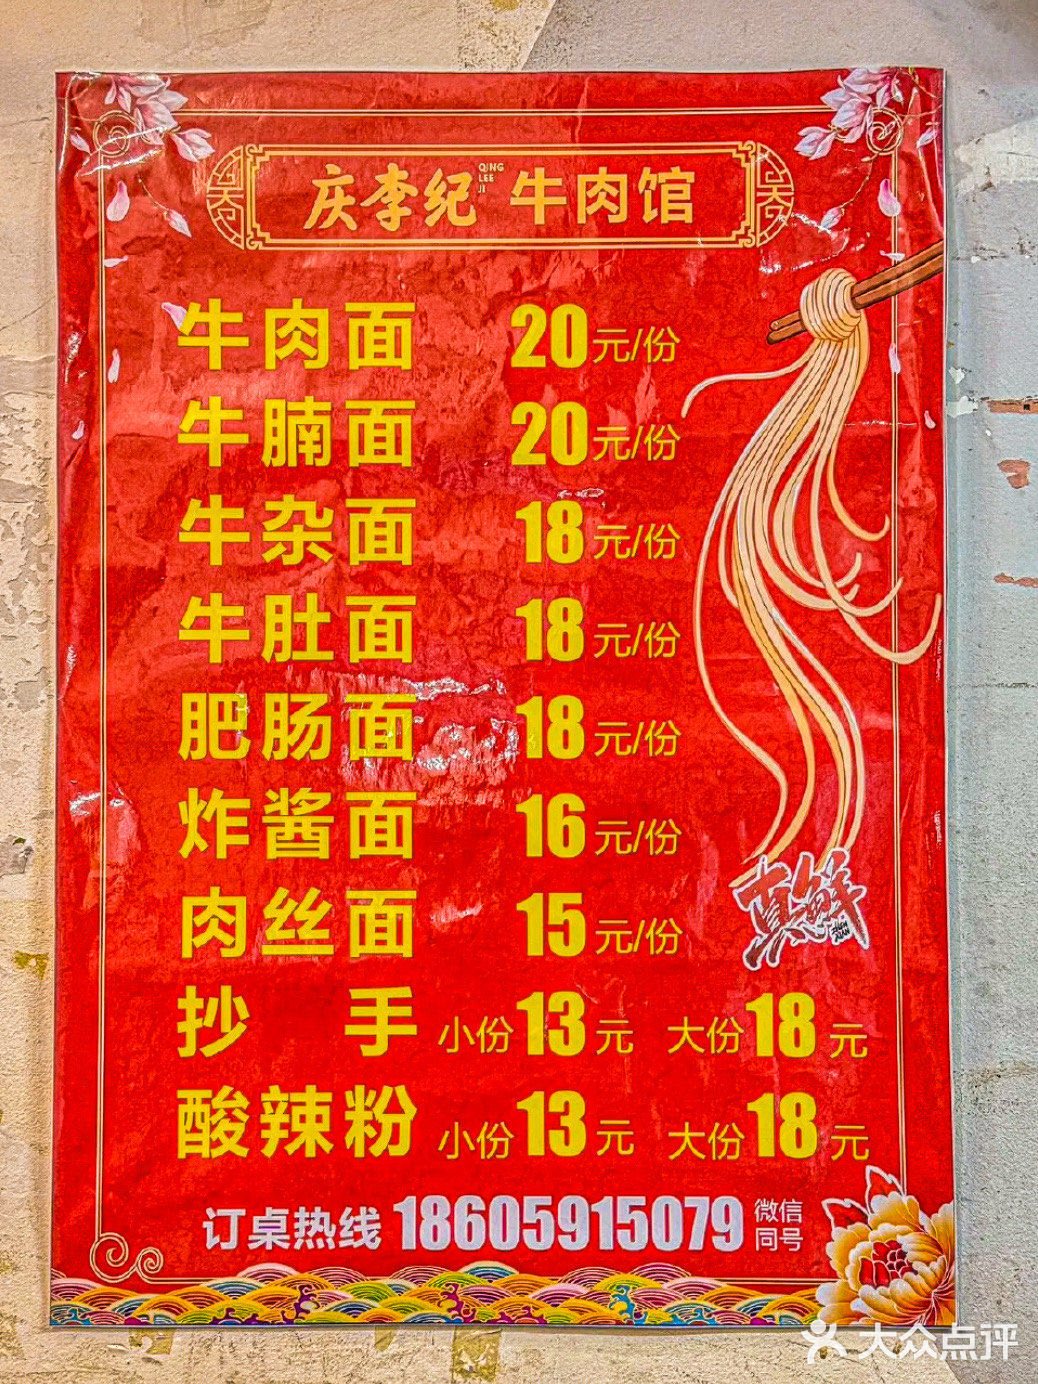 庆李纪 QING LEE JI 牛肉馆
牛肉面 20元/份
牛腩面 20元/份
牛杂面 18元/份
牛肚面 18元/份
肥肠面 18元/份
炸酱面 16元/份
肉丝面 15元/份
真鲜
抄手 小份13元 大份18元
酸辣粉 小份13元 大份18元
订桌热线 18605915079 微信同号
大众点评